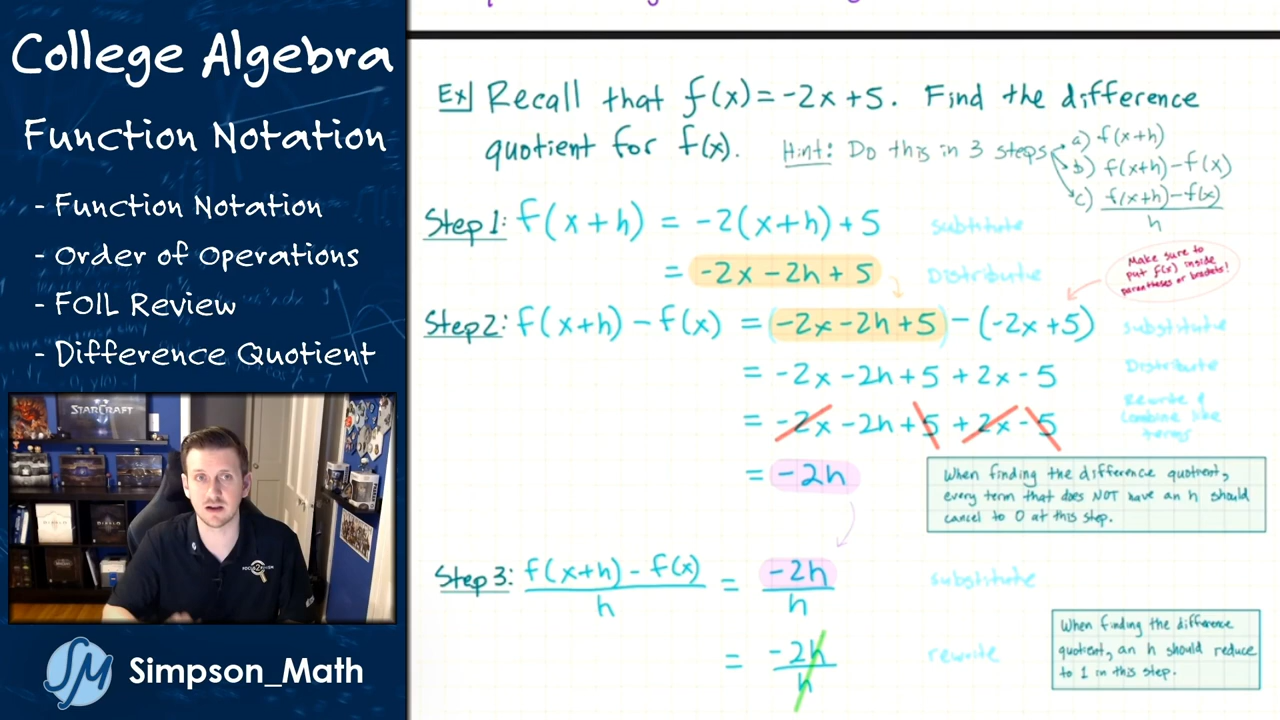 College Algebra
Function Notation
- Function Notation
- Order of Operations
- FOIL Review
- Difference Quotient
STARCRAFT
DIABLO
SM Simpson_Math
Ex) Recall that f(x) = -2x + 5. Find the difference
quotient for f(x). Hint: Do this in 3 steps
a) f(x+h)
b) f(x+h) - f(x)
c) f(x+h) - f(x)
h
Step 1: f(x+h) = -2(x+h) + 5 substitute
= -2x - 2h + 5 Distribute
Make sure to
put f(x) inside
parentheses or brackets!
Step 2: f(x+h) - f(x) = (-2x - 2h + 5) - (-2x + 5) substitute
= -2x - 2h + 5 + 2x - 5 Distribute
= -2x - 2h + 5 + 2x - 5 Rewrite & combine like terms
= -2h
When finding the difference quotient,
every term that does NOT have an h should
cancel to 0 at this step.
Step 3: f(x+h) - f(x) = -2h substitute
h h
= -2h rewrite
h
When finding the difference
quotient, an h should reduce
to 1 in this step.